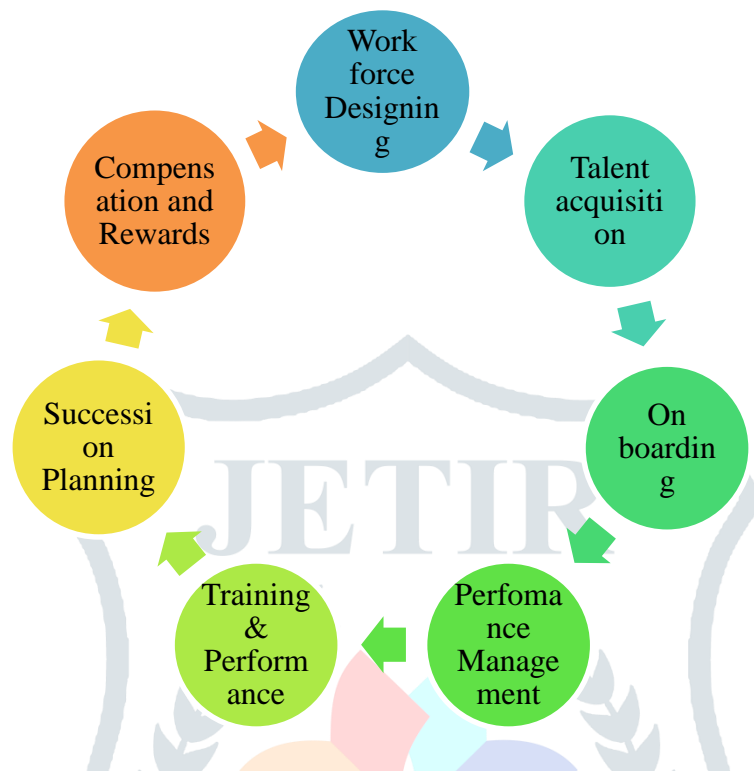 Work
force
Designin
g
Talent
acquisiti
on
On
boardin
g
Perfoma
nce
Manage
ment
Training
&
Perform
ance
Successi
on
Planning
Compens
ation and
Rewards
JETIR